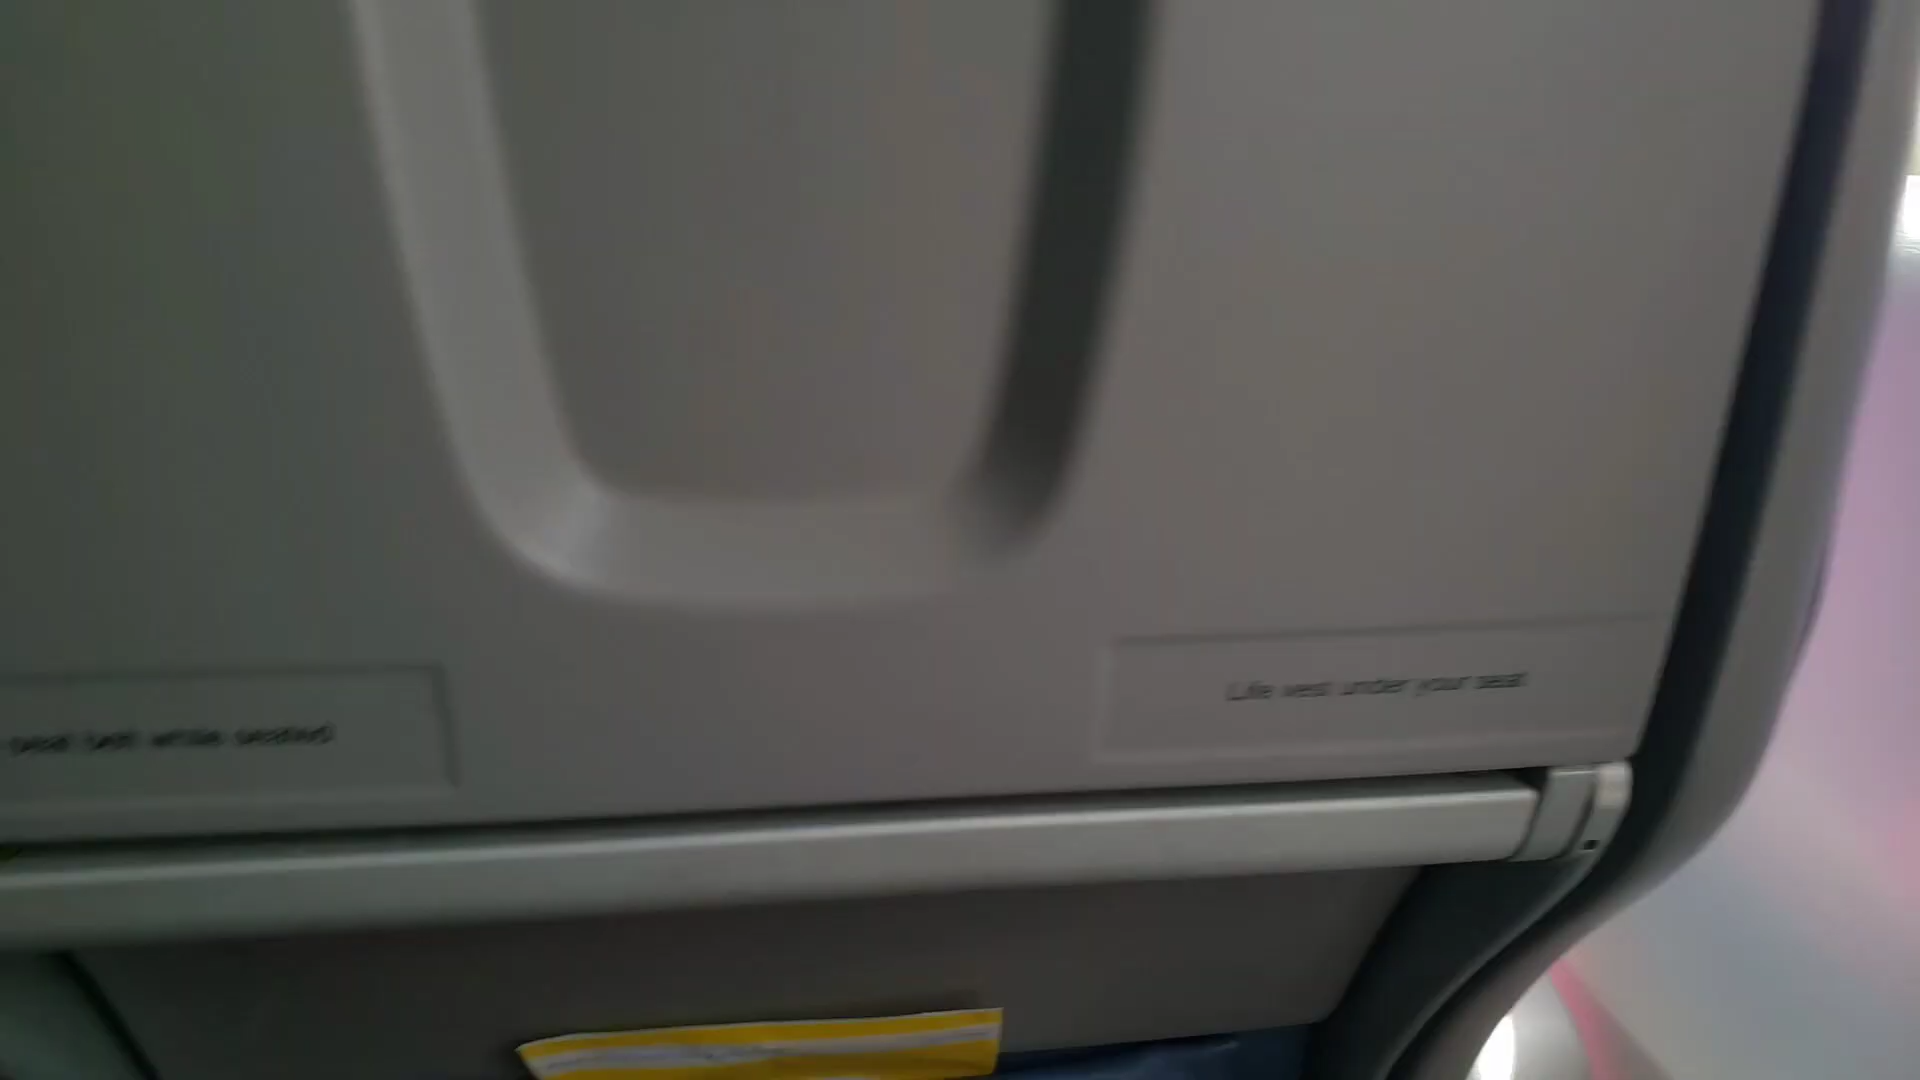 seat belt while seated
Life vest under your seat